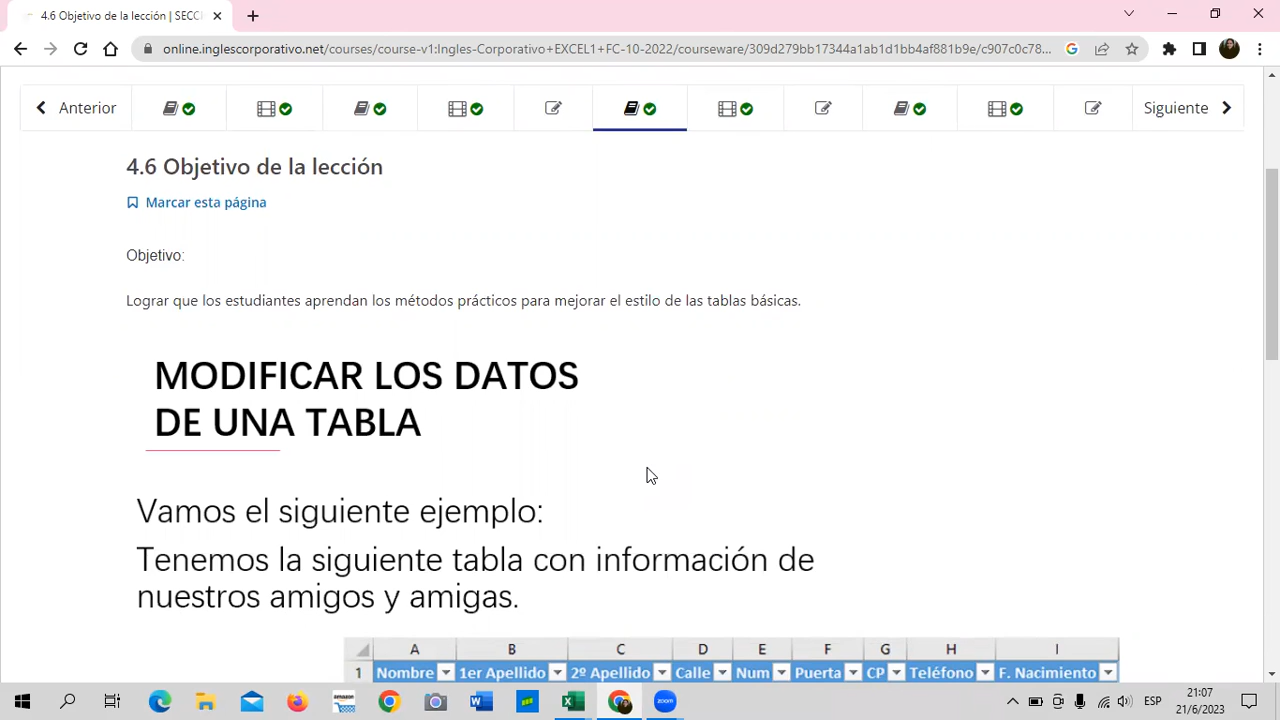 4.6 Objetivo de la lección | SECCI
online.inglescorporativo.net/courses/course-v1:Ingles-Corporativo+EXCEL1+FC-10-2022/courseware/309d279bb17344a1ab1d1bb4af881b9e/c907c0c78...
Anterior
Siguiente
4.6 Objetivo de la lección
Marcar esta página
Objetivo:
Lograr que los estudiantes aprendan los métodos prácticos para mejorar el estilo de las tablas básicas.
MODIFICAR LOS DATOS
DE UNA TABLA
Vamos el siguiente ejemplo:
Tenemos la siguiente tabla con información de
nuestros amigos y amigas.
A B C D E F G H I
1 Nombre 1er Apellido 2º Apellido Calle Num Puerta CP Teléfono F. Nacimiento
amazon
zoom
ESP
21:07
21/6/2023